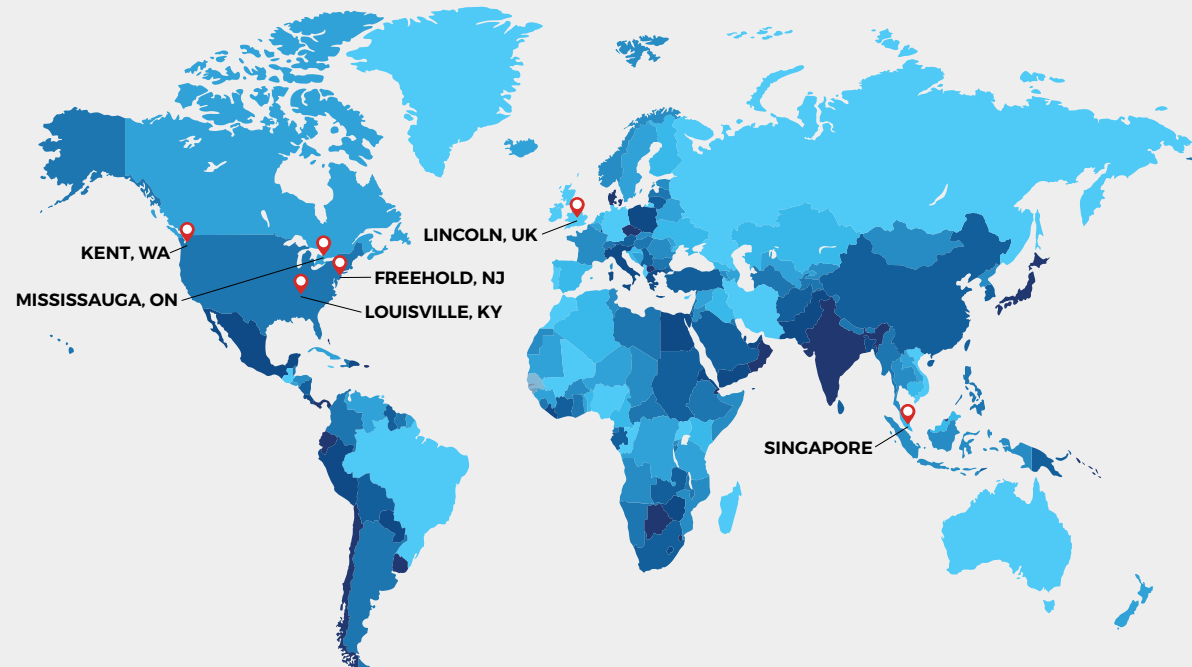 LINCOLN, UK
KENT, WA
FREEHOLD, NJ
MISSISSAUGA, ON
LOUISVILLE, KY
SINGAPORE